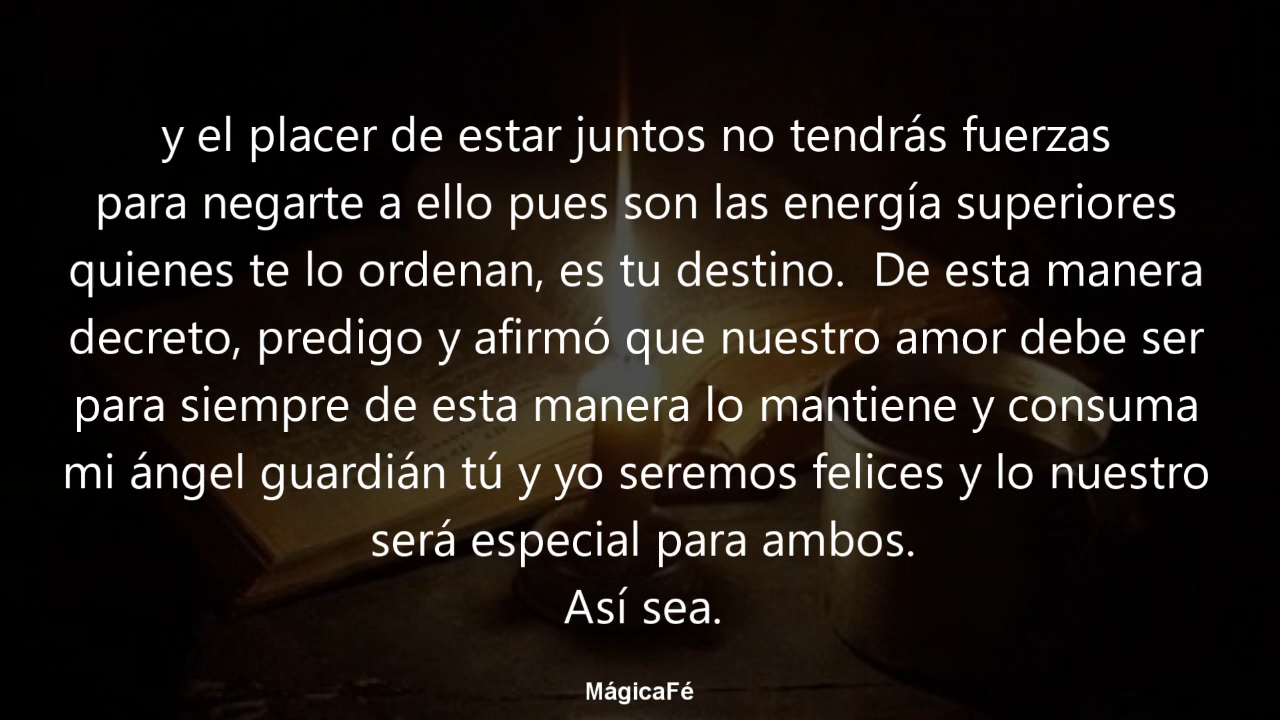 y el placer de estar juntos no tendrás fuerzas
para negarte a ello pues son las energía superiores
quienes te lo ordenan, es tu destino.  De esta manera
decreto, predigo y afirmó que nuestro amor debe ser
para siempre de esta manera lo mantiene y consuma
mi ángel guardián tú y yo seremos felices y lo nuestro
será especial para ambos.
Así sea.
MágicaFé